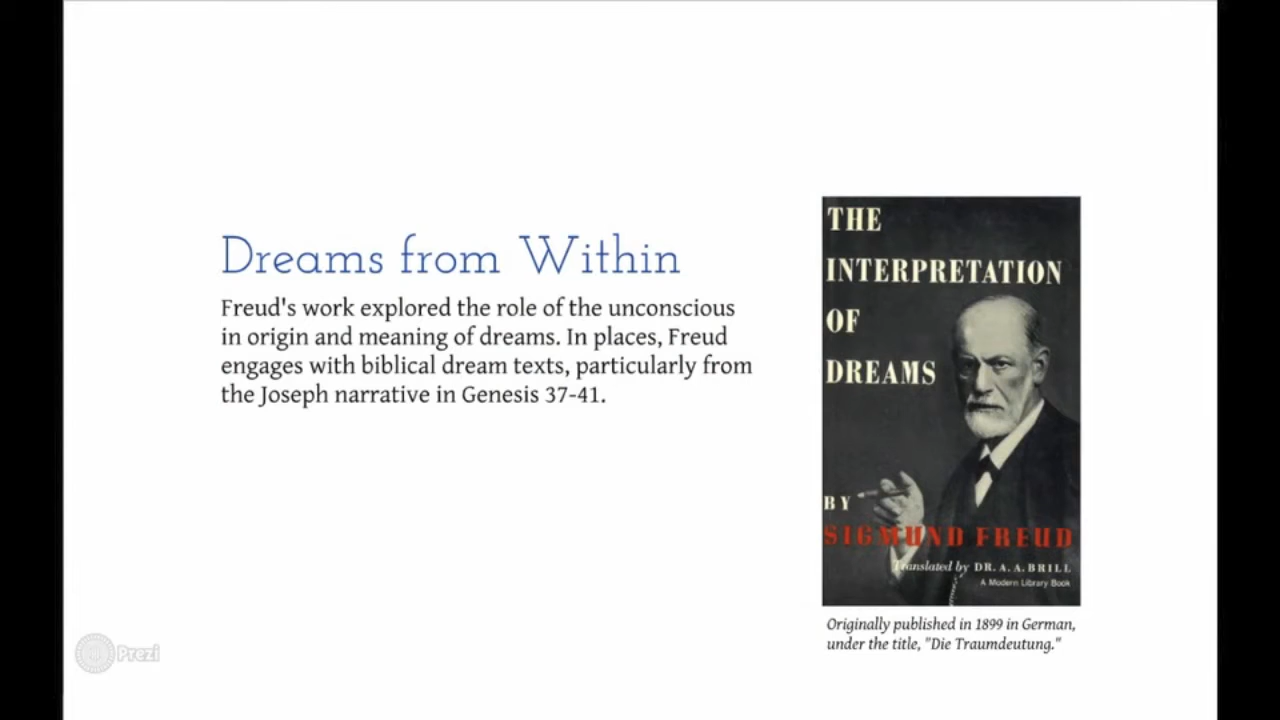 Dreams from Within
Freud's work explored the role of the unconscious
in origin and meaning of dreams. In places, Freud
engages with biblical dream texts, particularly from
the Joseph narrative in Genesis 37-41.
THE
INTERPRETATION
OF
DREAMS
BY
SIGMUND FREUD
Translated by DR. A. A. BRILL
A Modern Library Book
Originally published in 1899 in German,
under the title, "Die Traumdeutung."
Prezi